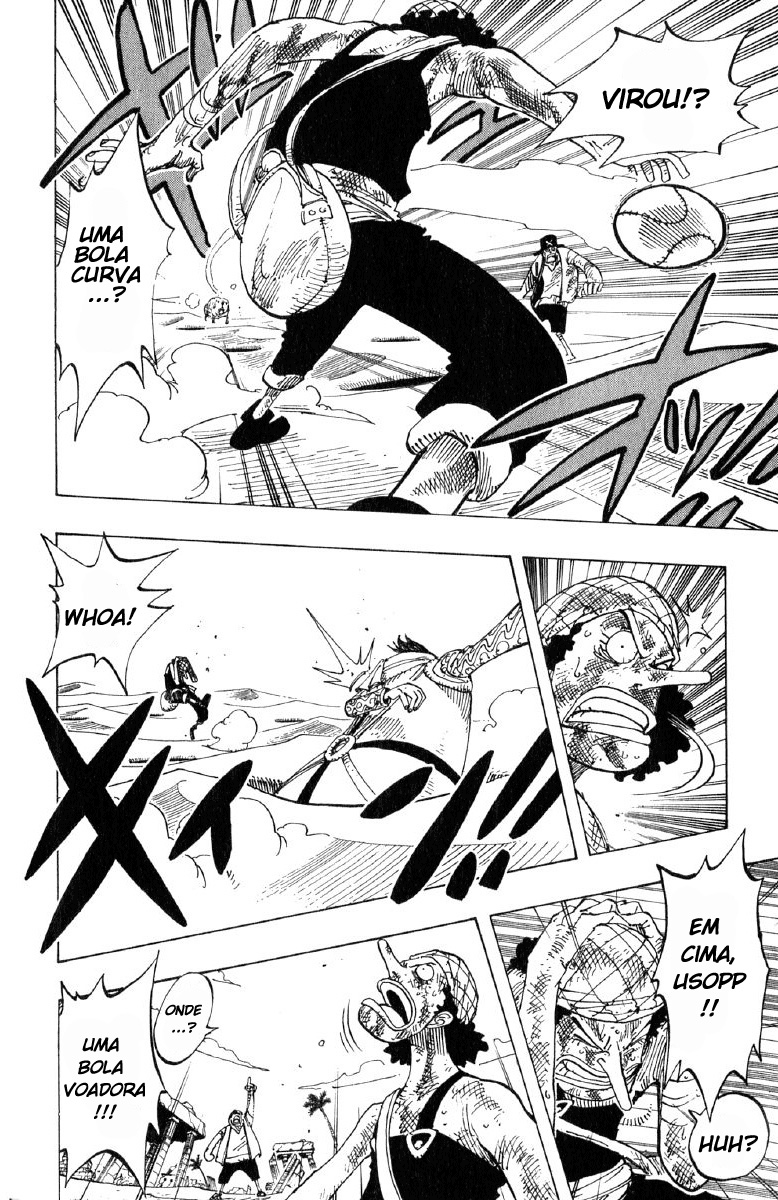 VIROU!?
UMA
BOLA
CURVA
...?
WHOA!
EM
CIMA,
USOPP
!!
HUH?
ONDE
...?
UMA
BOLA
VOADORA
!!!